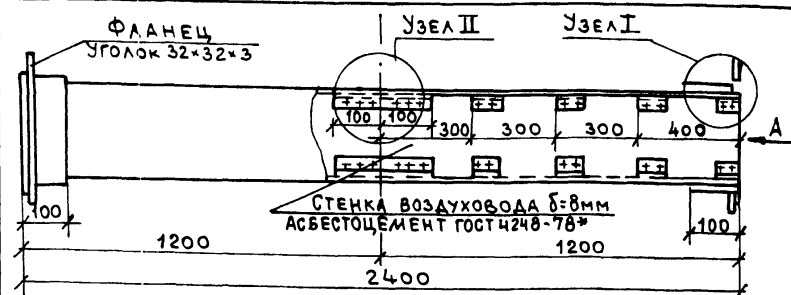 ФЛАНЕЦ
УГОЛОК 32×32×3
УЗЕЛ II
УЗЕЛ I
100 100
300 300 300 400
А
СТЕНКА ВОЗДУХОВОДА δ=8мм
АСБЕСТОЦЕМЕНТ ГОСТ 4248-78*
100
100
1200
1200
2400